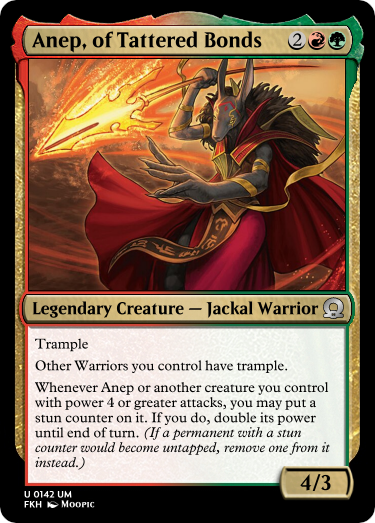 Anep, of Tattered Bonds 2
Legendary Creature — Jackal Warrior
Trample
Other Warriors you control have trample.
Whenever Anep or another creature you control
with power 4 or greater attacks, you may put a
stun counter on it. If you do, double its power
until end of turn. (If a permanent with a stun
counter would become untapped, remove one from it
instead.)
4/3
U 0142 UM
FKH Moopic